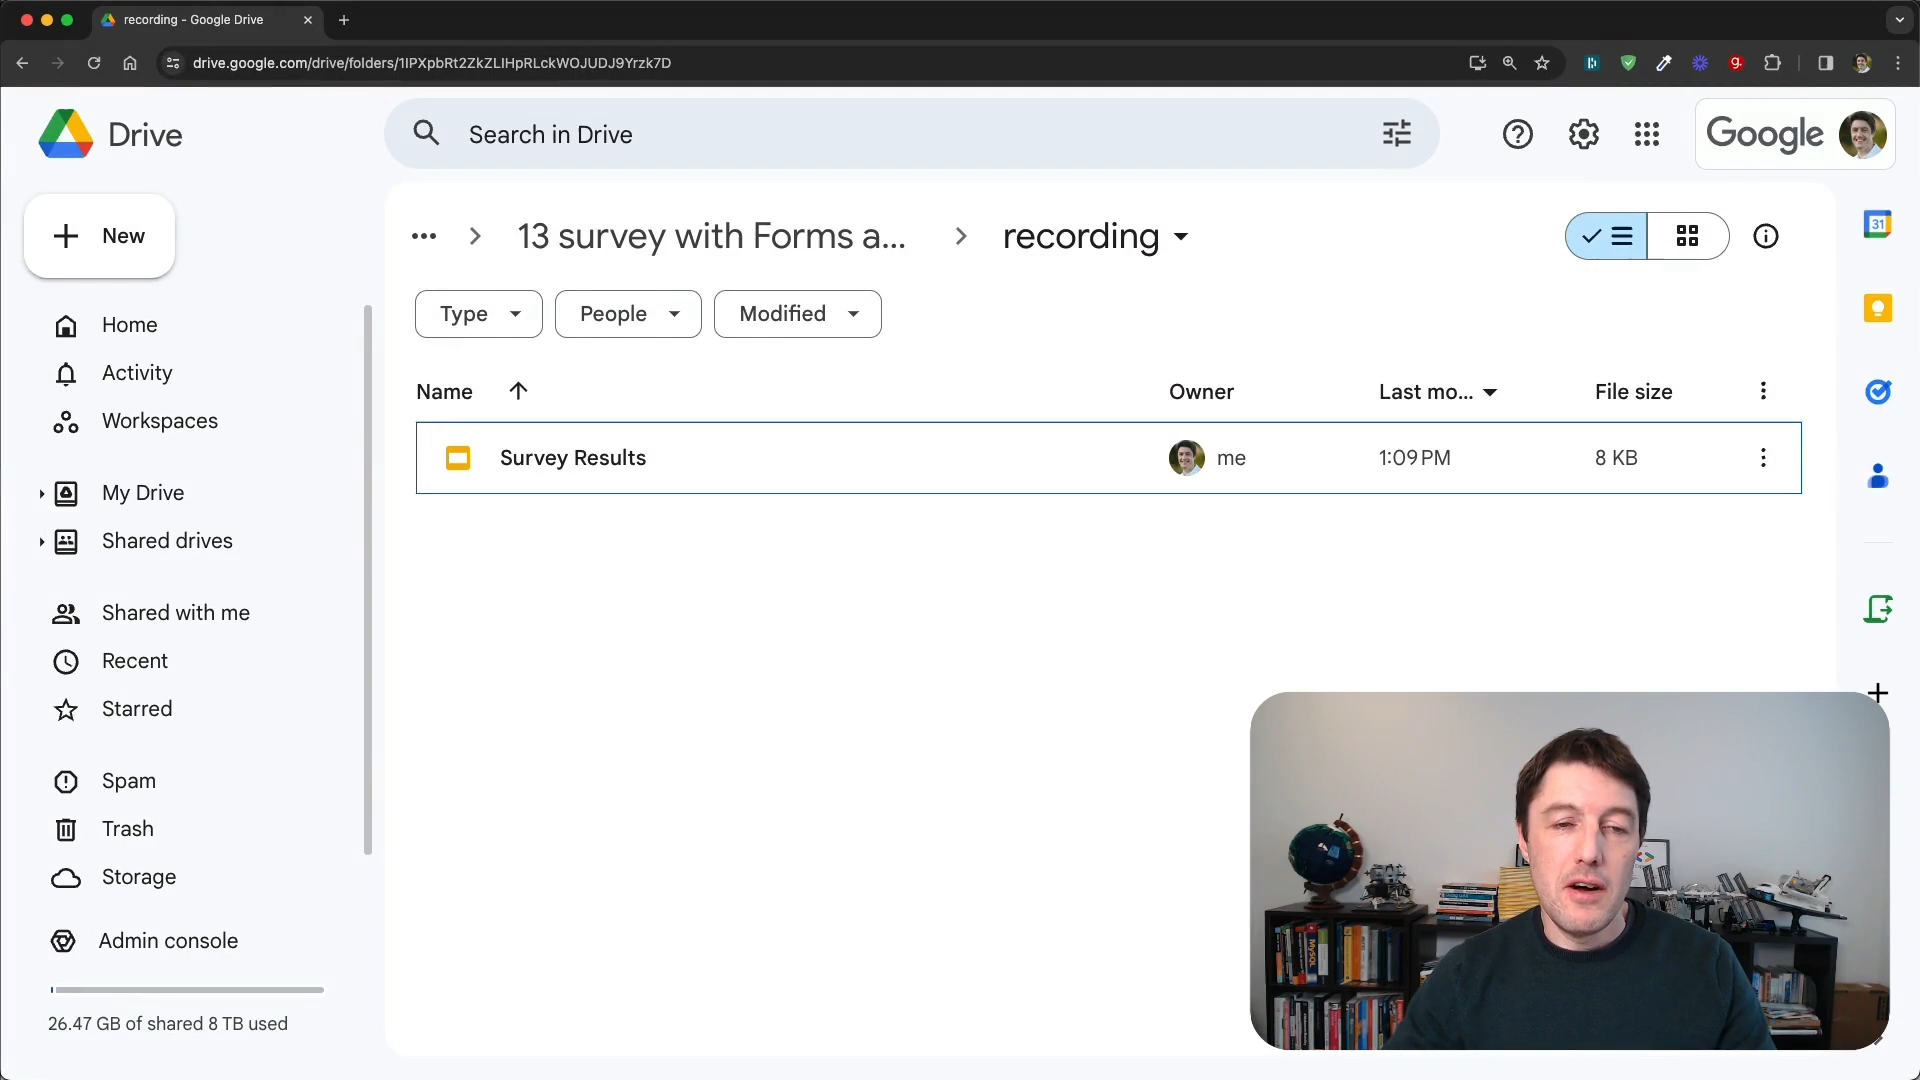 recording - Google Drive
drive.google.com/drive/folders/1IPXpbRt2ZkZLIHpRLckWOJUDJ9Yrzk7D
Drive
Search in Drive
Google
New
13 survey with Forms a...
recording
31
Type
People
Modified
Home
Activity
Workspaces
My Drive
Shared drives
Shared with me
Recent
Starred
Spam
Trash
Storage
Admin console
26.47 GB of shared 8 TB used
Name
Owner
Last mo...
File size
Survey Results
me
1:09 PM
8 KB
MySQL